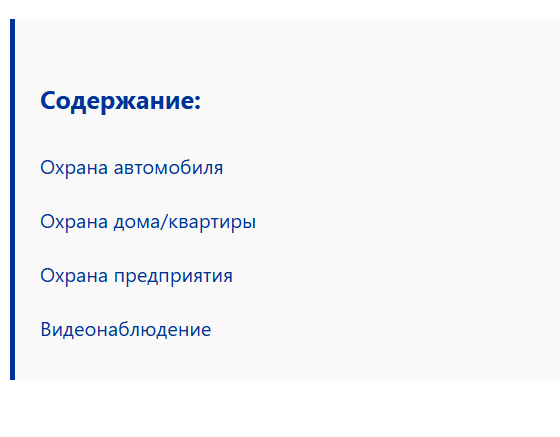 Содержание:
Охрана автомобиля
Охрана дома/квартиры
Охрана предприятия
Видеонаблюдение